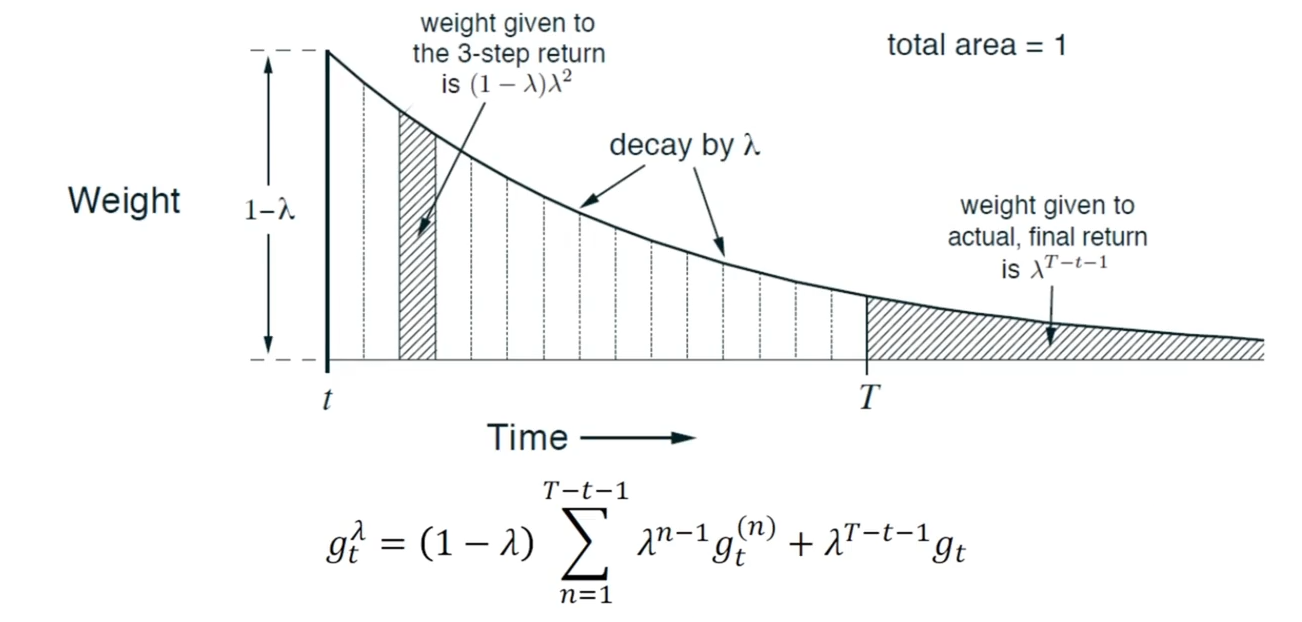 weight given to
the 3-step return
is (1 − λ)λ²
total area = 1
decay by λ
Weight
1−λ
weight given to
actual, final return
is λ^{T−t−1}
t
T
Time
g_t^λ = (1 − λ) ∑_{n=1}^{T−t−1} λ^{n−1} g_t^{(n)} + λ^{T−t−1} g_t